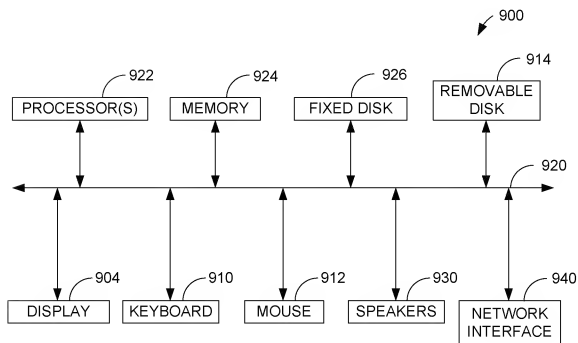 900
922
924
926
914
PROCESSOR(S)
MEMORY
FIXED DISK
REMOVABLE
DISK
920
904
910
912
930
940
DISPLAY
KEYBOARD
MOUSE
SPEAKERS
NETWORK
INTERFACE